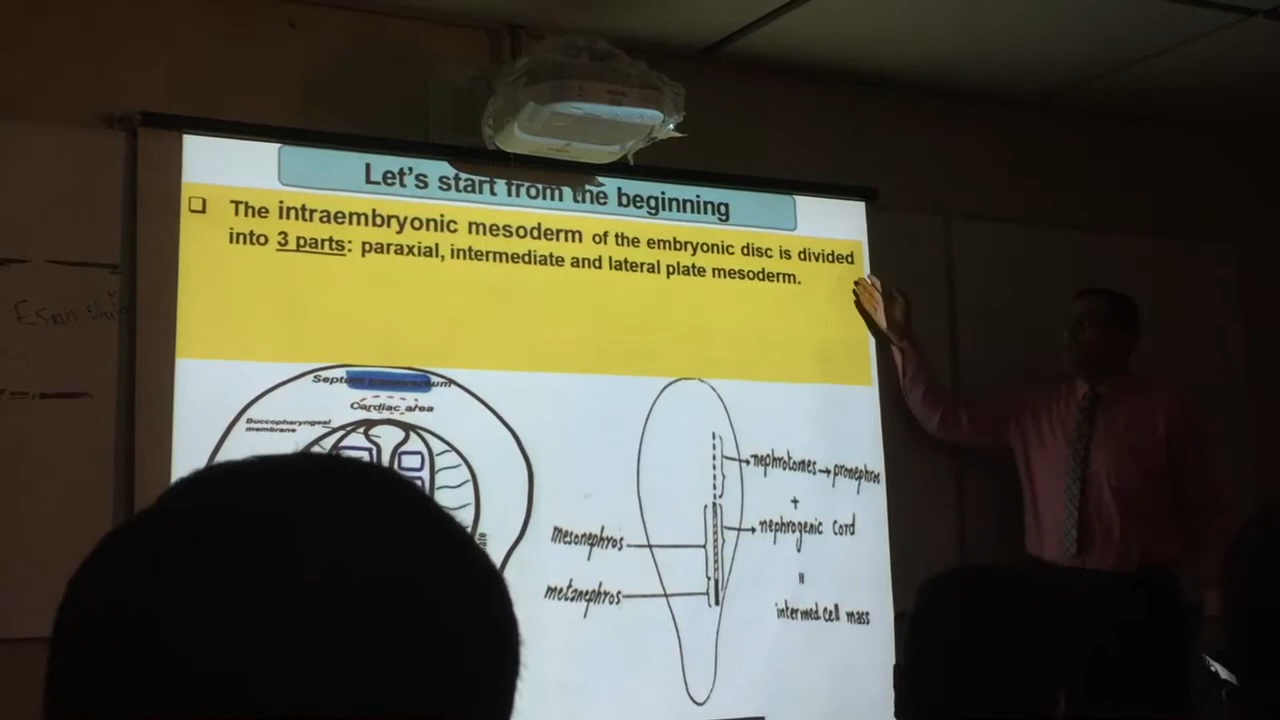 Let's start from the beginning
The intraembryonic mesoderm of the embryonic disc is divided
into 3 parts: paraxial, intermediate and lateral plate mesoderm.
Cardiac area
Buccopharyngeal
membrane
nephrotomes→pronephros
+
nephrogenic cord
=
intermed cell mass
mesonephros
metanephros